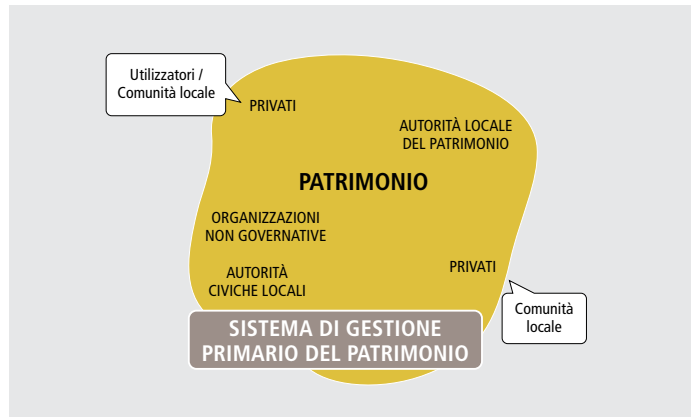 Utilizzatori /
Comunità locale
PRIVATI
AUTORITÀ LOCALE
DEL PATRIMONIO
PATRIMONIO
ORGANIZZAZIONI
NON GOVERNATIVE
AUTORITÀ
CIVICHE LOCALI
PRIVATI
Comunità
locale
SISTEMA DI GESTIONE
PRIMARIO DEL PATRIMONIO